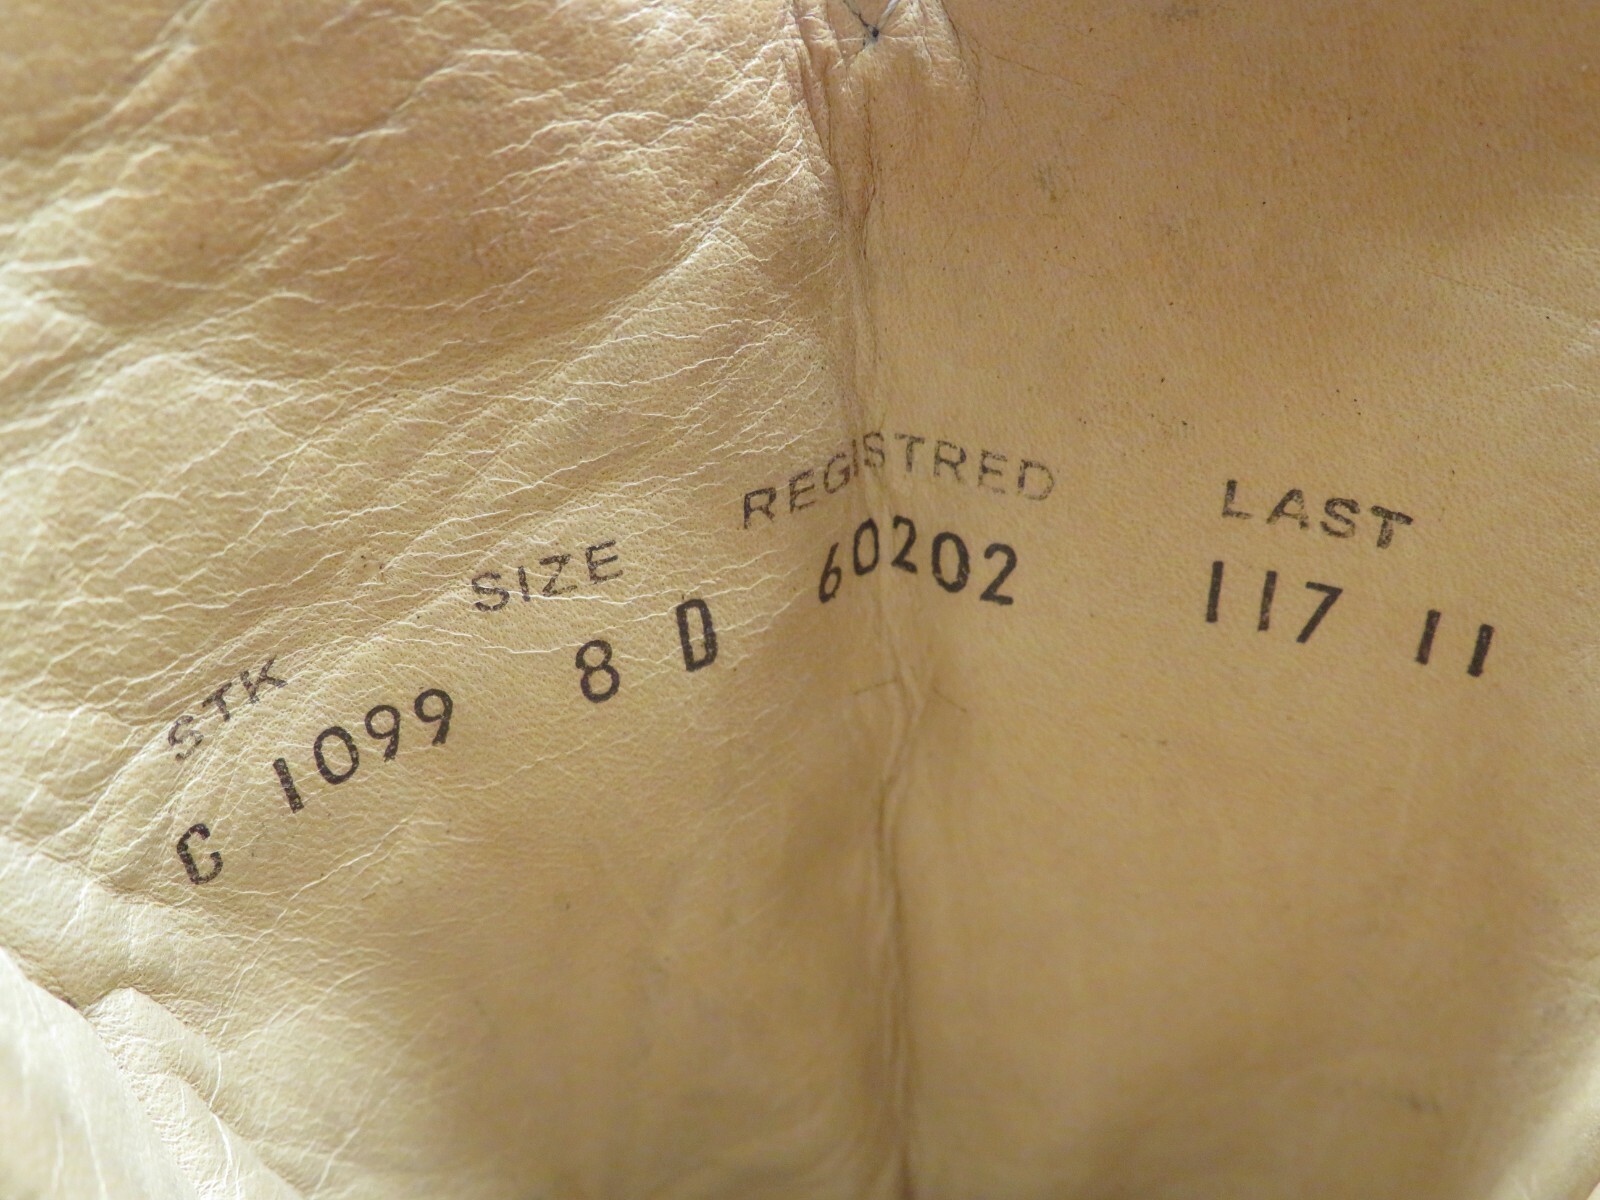 STK SIZE REGISTRED LAST
C 1099 8 D 60202 117 11